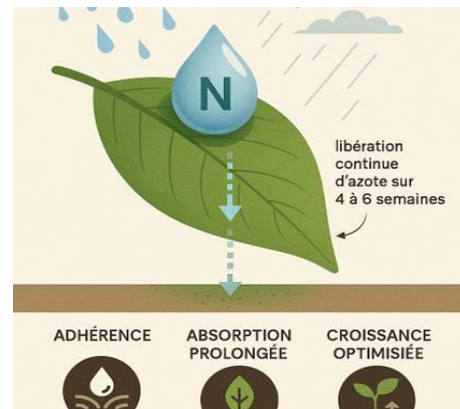 N
libération
continue
d'azote sur
4 à 6 semaines
ADHÉRENCE
ABSORPTION
PROLONGÉE
CROISSANCE
OPTIMISIÉE